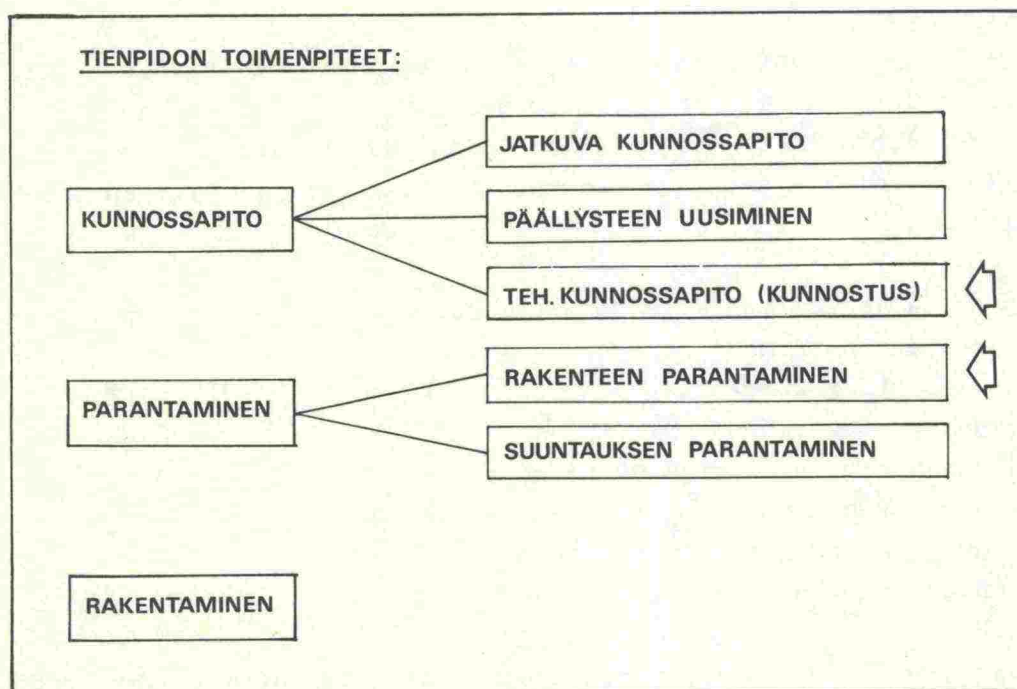 TIENPIDON TOIMENPITEET:
JATKUVA KUNNOSSAPITO
KUNNOSSAPITO
PÄÄLLYSTEEN UUSIMINEN
TEH. KUNNOSSAPITO (KUNNOSTUS)
RAKENTEEN PARANTAMINEN
PARANTAMINEN
SUUNTAUKSEN PARANTAMINEN
RAKENTAMINEN